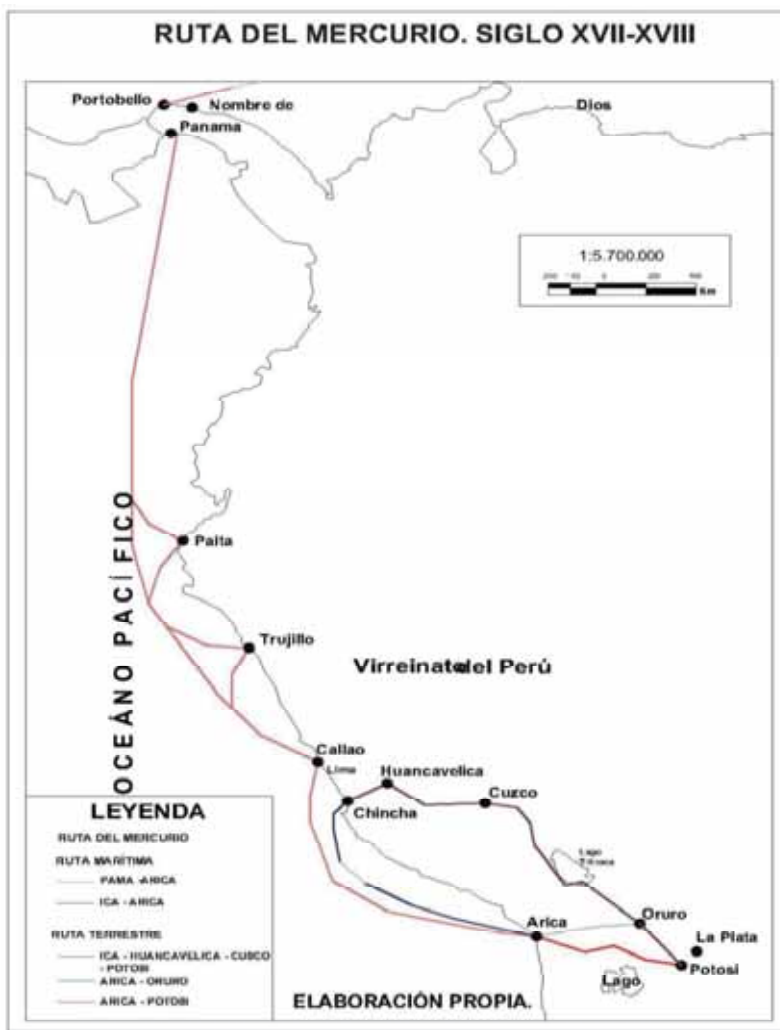 RUTA DEL MERCURIO. SIGLO XVII-XVIII
Portobello
Nombre de
Dios
Panama
1:5.700.000
Km
OCEÁNO PACÍFICO
Paita
Trujillo
Virreinato del Perú
Callao
Lima
Huancavelica
Chincha
Cuzco
Lago
Titicaca
Arica
Oruro
La Plata
Potosi
Lago
LEYENDA
RUTA DEL MERCURIO
RUTA MARÍTIMA
PAMA -ARICA
ICA - ARICA
RUTA TERRESTRE
ICA - HUANCAVELICA - CUSCO
- POTOSI
ARICA - ORURO
ARICA - POTOSI
ELABORACIÓN PROPIA.